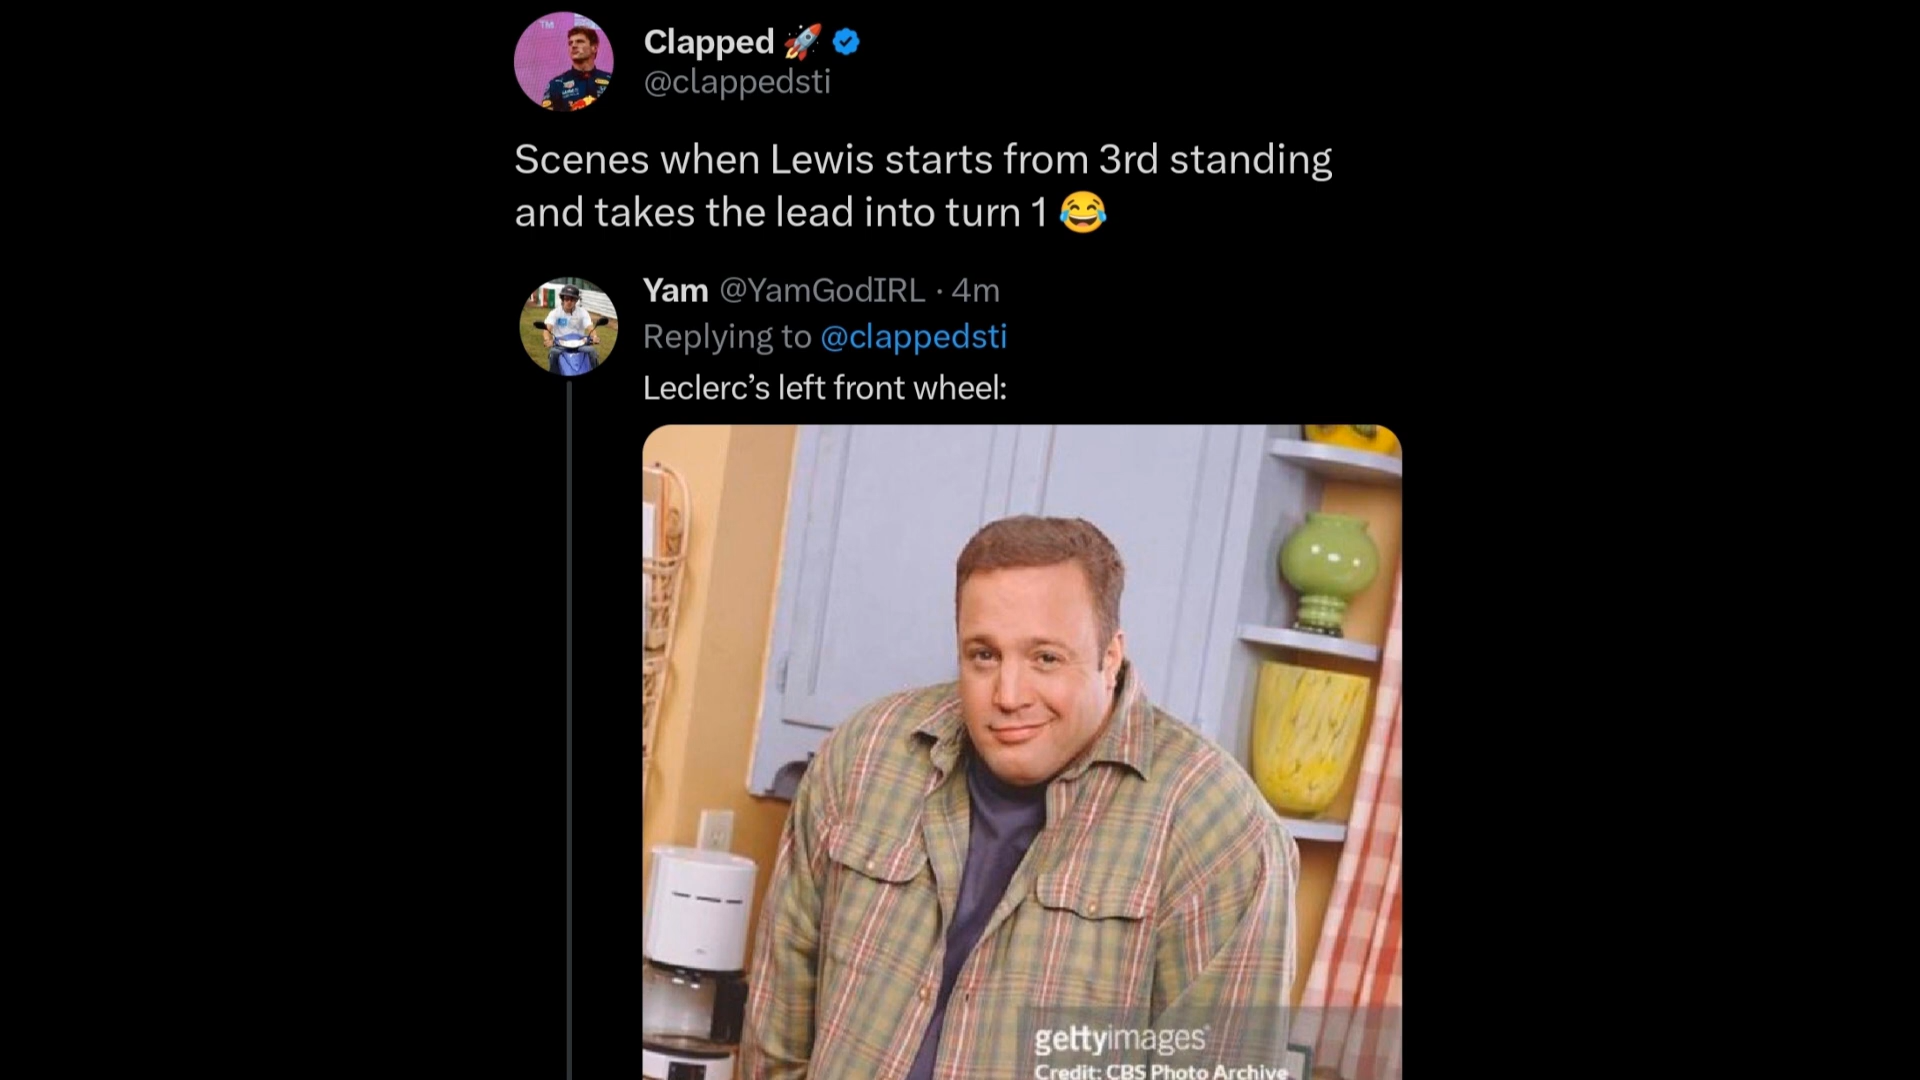 TM
Clapped 🚀
@clappedsti
Scenes when Lewis starts from 3rd standing
and takes the lead into turn 1 😂
Yam @YamGodIRL · 4m
Replying to @clappedsti
Leclerc’s left front wheel:
gettyimages®
Credit: CBS Photo Archive